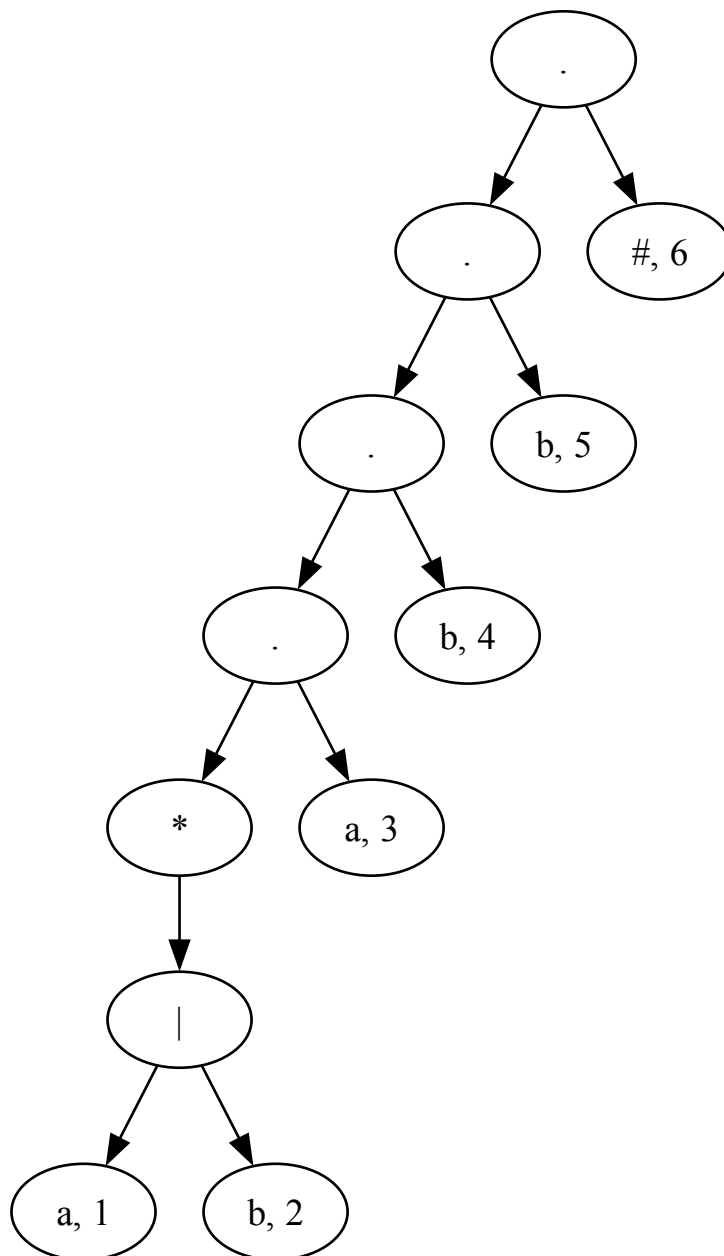 .
.
#, 6
.
b, 5
.
b, 4
*
a, 3
|
a, 1
b, 2